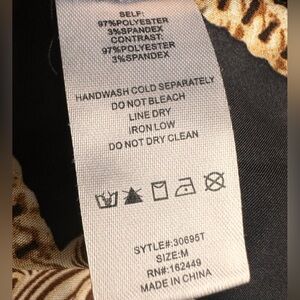 SELF:
97%POLYESTER
3%SPANDEX
CONTRAST:
97%POLYESTER
3%SPANDEX
HANDWASH COLD SEPARATELY
DO NOT BLEACH
LINE DRY
IRON LOW
DO NOT DRY CLEAN
SYTLE#:30695T
SIZE:M
RN#:162449
MADE IN CHINA